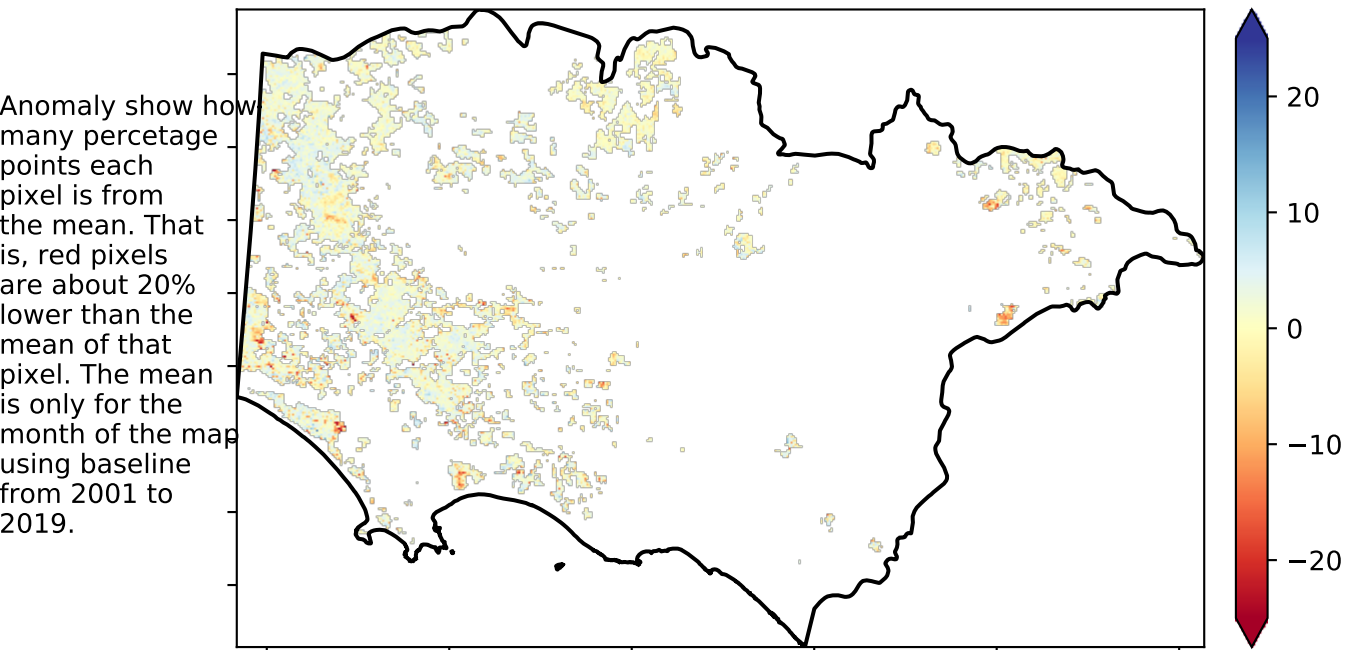 Anomaly show how
many percetage
points each
pixel is from
the mean. That
is, red pixels
are about 20%
lower than the
mean of that
pixel. The mean
is only for the
month of the map
using baseline
from 2001 to
2019.
20
10
0
−10
−20